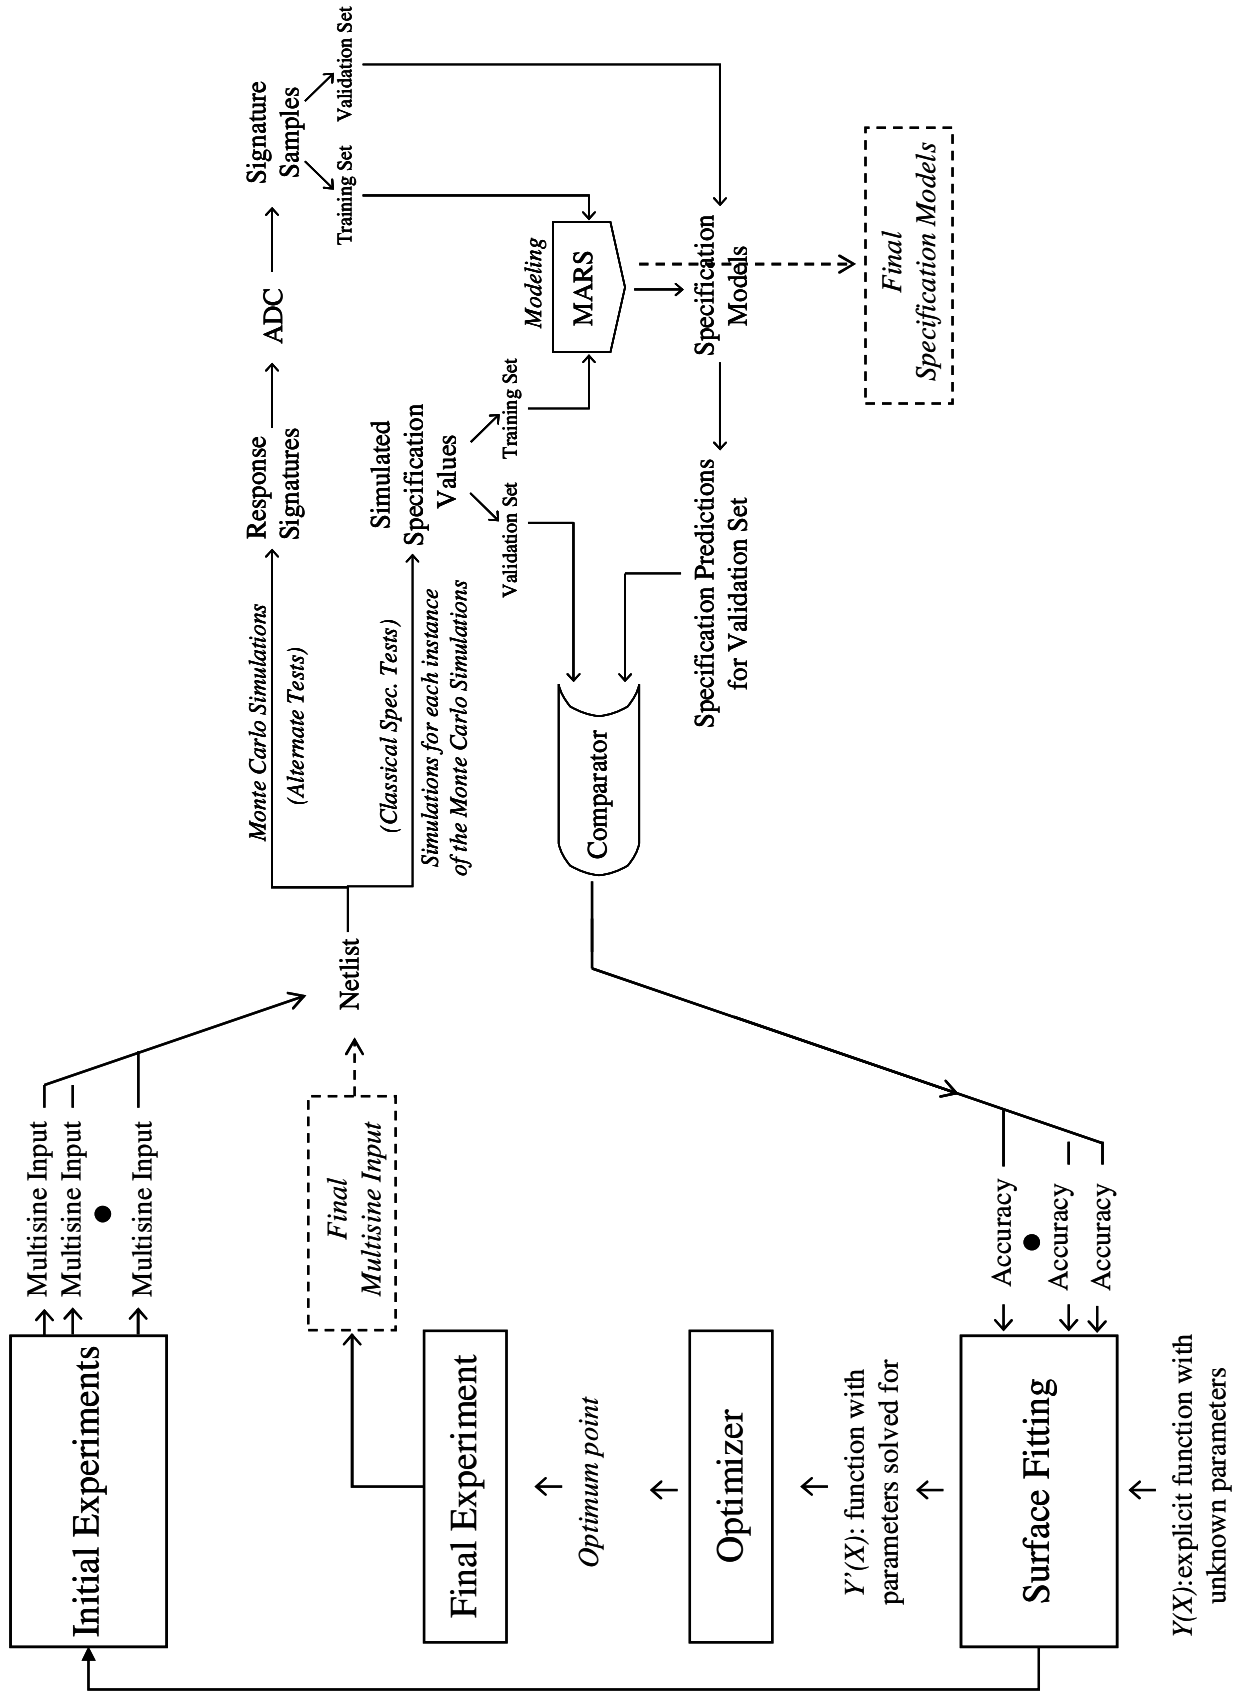 Initial Experiments
Multisine Input
Multisine Input
Multisine Input
Final
Multisine Input
Netlist
Monte Carlo Simulations
(Alternate Tests)
Response
Signatures
ADC
Signature
Samples
Training Set
Validation Set
(Classical Spec. Tests)
Simulations for each instance
of the Monte Carlo Simulations
Simulated
Specification
Values
Validation Set
Training Set
Modeling
MARS
Specification
Models
Final
Specification Models
Specification Predictions
for Validation Set
Comparator
Accuracy
Accuracy
Accuracy
Surface Fitting
Y(X):explicit function with
unknown parameters
Y'(X): function with
parameters solved for
Optimizer
Optimum point
Final Experiment